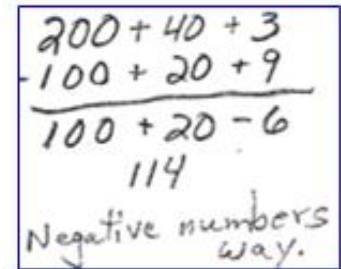 200 + 40 + 3
-100 + 20 + 9
100 + 20 - 6
114
Negative numbers
way.